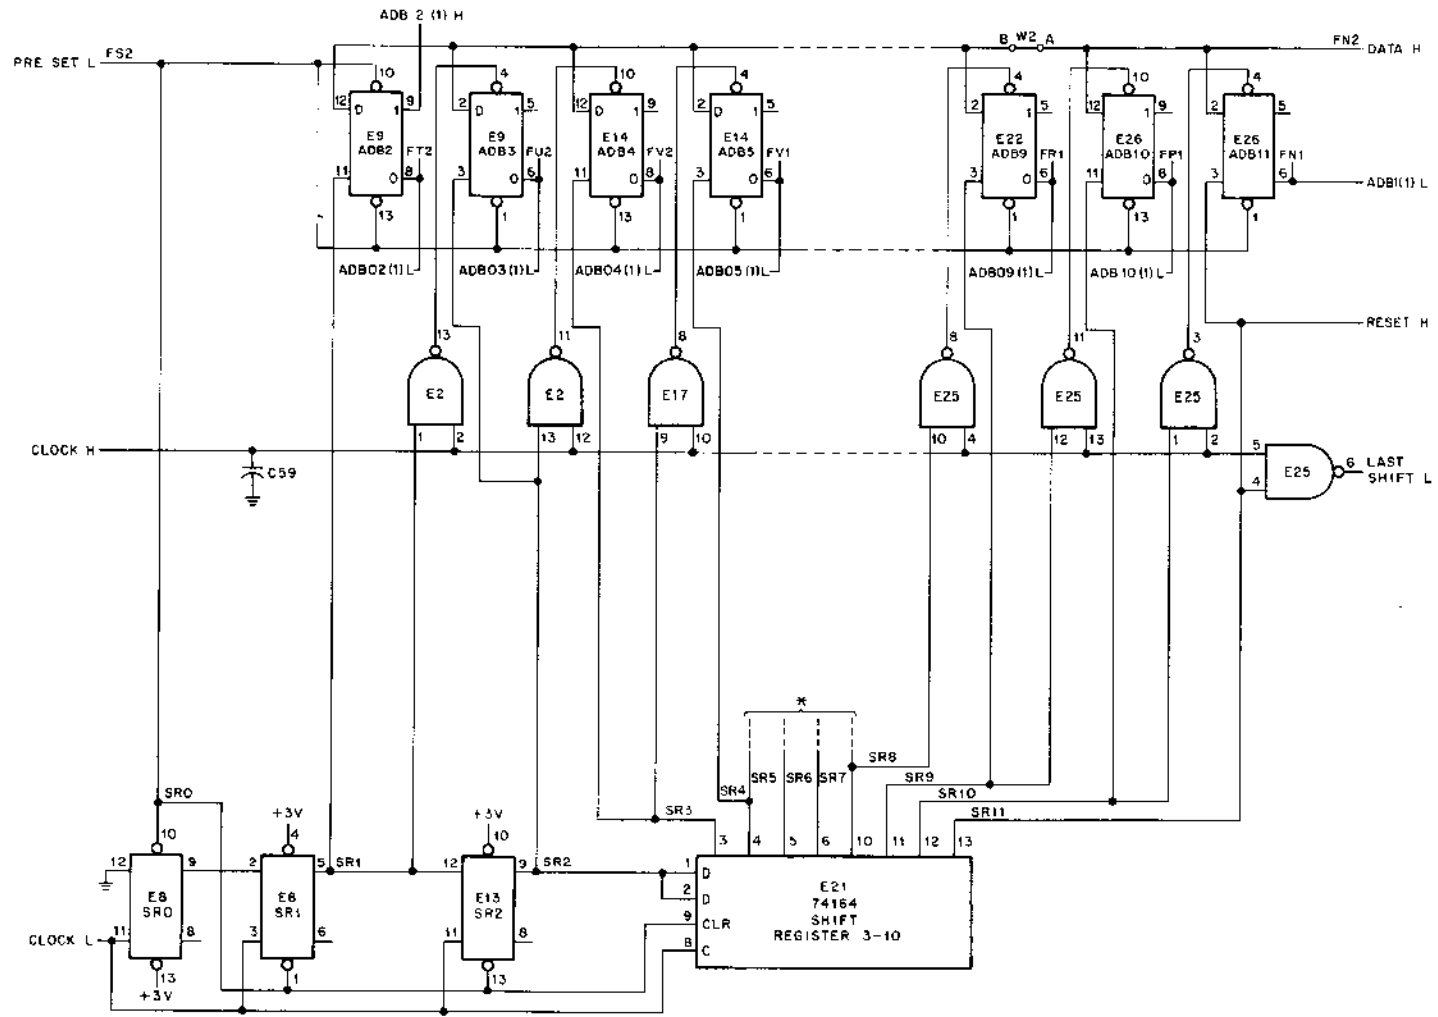 ADB 2 (1) H
PRE SET L FS2
B W2 A
FN2 DATA H
10 4 10 4 4 10 4
12 D 1 9 2 D 1 5 12 D 1 9 2 D 1 5 2 1 5 12 1 9 2 5
E9 E9 E14 E14 E22 E26 E26
ADB2 ADB3 ADB4 ADB5 ADB9 ADB10 ADB11
FT2 FU2 FV2 FV1 FR1 FP1 FN1
11 0 8 3 0 6 11 0 8 3 0 6 3 0 6 11 0 8 3 6
ADB1(1) L
13 1 13 1 1 13 1
ADB02(1)L ADB03(1)L ADB04(1)L ADB05(1)L ADB09(1)L ADB10(1)L
RESET H
13 11 8 8 11 3
E2 E2 E17 E25 E25 E25
1 2 13 12 9 10 10 4 12 13 1 2
CLOCK H
C59
5 4 E25 6 LAST
SHIFT L
*
SR8
SR5 SR6 SR7
SR9
SR4
SR10
SR3
SR11
SR0
+3V
+3V
10 4 10
3 4 5 6 10 11 12 13
12 9 2 5 SR1 12 9 SR2 1 D
E8 E8 E13
SR0 SR1 SR2
2 D
9 CLR
8 C
E21
74164
SHIFT
REGISTER 3-10
CLOCK L 11 8 3 6 11 8
13 1 13
+3V